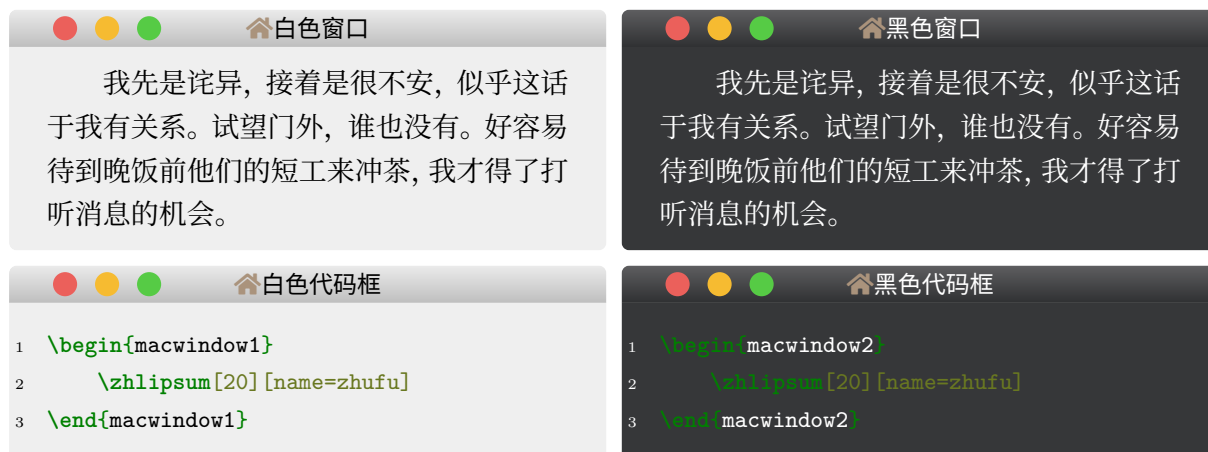 白色窗口
我先是诧异，接着是很不安，似乎这话
于我有关系。试望门外，谁也没有。好容易
待到晚饭前他们的短工来冲茶，我才得了打
听消息的机会。
黑色窗口
我先是诧异，接着是很不安，似乎这话
于我有关系。试望门外，谁也没有。好容易
待到晚饭前他们的短工来冲茶，我才得了打
听消息的机会。
白色代码框
1 \begin{macwindow1}
2 \zhlipsum[20][name=zhufu]
3 \end{macwindow1}
黑色代码框
1 \begin{macwindow2}
2 \zhlipsum[20][name=zhufu]
3 \end{macwindow2}